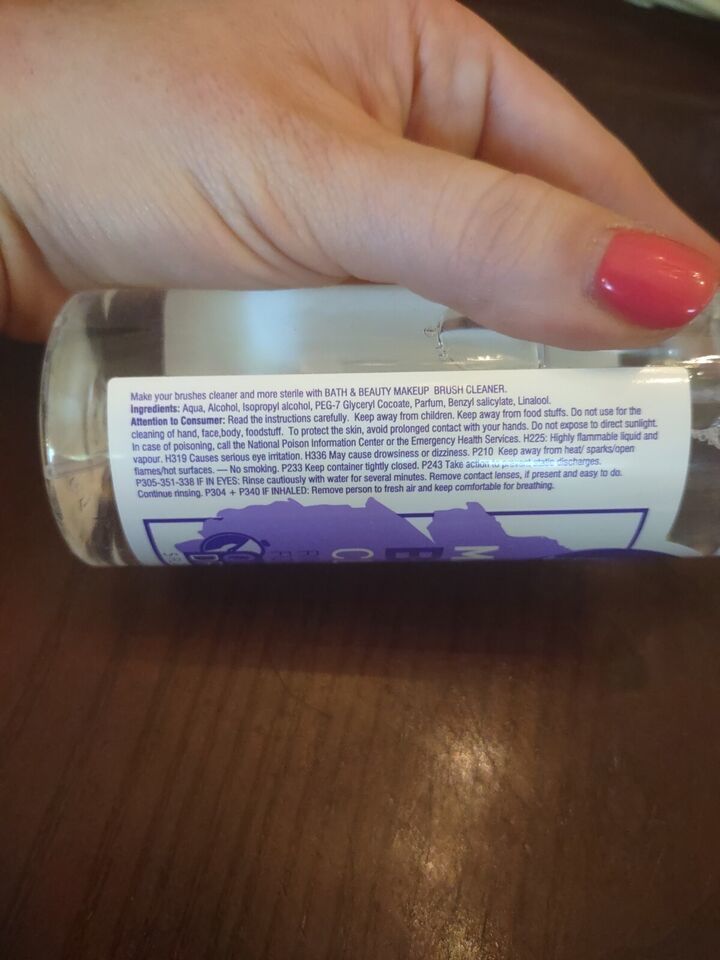 Make your brushes cleaner and more sterile with BATH & BEAUTY MAKEUP BRUSH CLEANER.
Ingredients: Aqua, Alcohol, Isopropyl alcohol, PEG-7 Glyceryl Cocoate, Parfum, Benzyl salicylate, Linalool.
Attention to Consumer: Read the instructions carefully. Keep away from children. Keep away from food stuffs. Do not use for the
cleaning of hand, face,body, foodstuff. To protect the skin, avoid prolonged contact with your hands. Do not expose to direct sunlight.
In case of poisoning, call the National Poison Information Center or the Emergency Health Services. H225: Highly flammable liquid and
vapour. H319 Causes serious eye irritation. H336 May cause drowsiness or dizziness. P210 Keep away from heat/ sparks/open
flames/hot surfaces. — No smoking. P233 Keep container tightly closed. P243 Take action to prevent static discharges.
P305-351-338 IF IN EYES: Rinse cautiously with water for several minutes. Remove contact lenses, if present and easy to do.
Continue rinsing. P304 + P340 IF INHALED: Remove person to fresh air and keep comfortable for breathing.